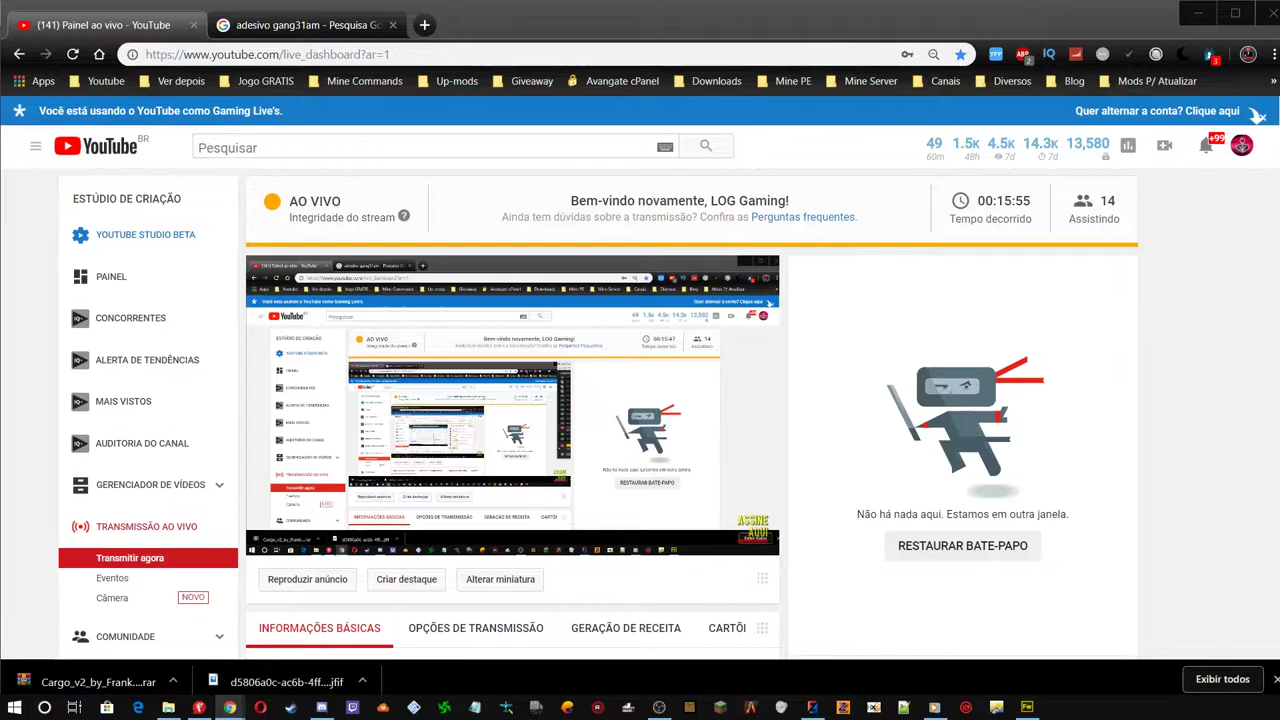 (141) Painel ao vivo - YouTube
adesivo gang31am - Pesquisa Go
https://www.youtube.com/live_dashboard?ar=1
Apps Youtube Ver depois Jogo GRATIS Mine Commands Up-mods Giveaway Avangate cPanel Downloads Mine PE Mine Server Canais Diversos Blog Mods P/ Atualizar »
Você está usando o YouTube como Gaming Live's.
Quer alternar a conta? Clique aqui
YouTube BR
Pesquisar
49 1.5K 4.5K 14.3K 13,580
60m 48h 7d 7d
+99
ESTÚDIO DE CRIAÇÃO
YOUTUBE STUDIO BETA
PAINEL
CONCORRENTES
ALERTA DE TENDÊNCIAS
MAIS VISTOS
AUDITORIA DO CANAL
GERENCIADOR DE VÍDEOS
TRANSMISSÃO AO VIVO
Transmitir agora
Eventos
Câmera NOVO
COMUNIDADE
AO VIVO
Integridade do stream ?
Bem-vindo novamente, LOG Gaming!
Ainda tem dúvidas sobre a transmissão? Confira as Perguntas frequentes.
00:15:55
Tempo decorrido
14
Assistindo
ASSINE
AQUI
Reproduzir anúncio Criar destaque Alterar miniatura
INFORMAÇÕES BÁSICAS OPÇÕES DE TRANSMISSÃO GERAÇÃO DE RECEITA CARTÕI
Não há nada aqui. Estamos em outra janela.
RESTAURAR BATE-PAPO
Cargo_v2_by_Frank....rar
d5806a0c-ac6b-4ff....jfif
Exibir todos